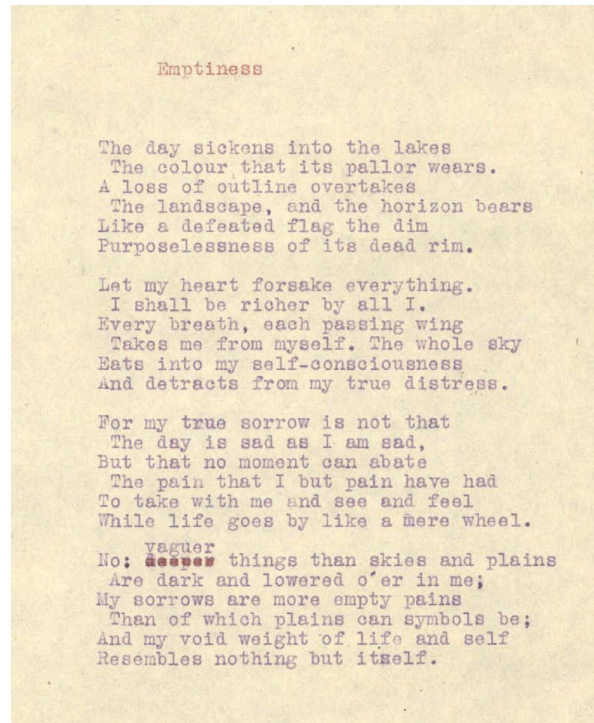 Emptiness
The day sickens into the lakes
The colour that its pallor wears.
A loss of outline overtakes
The landscape, and the horizon bears
Like a defeated flag the dim
Purposelessness of its dead rim.
Let my heart forsake everything.
I shall be richer by all I.
Every breath, each passing wing
Takes me from myself. The whole sky
Eats into my self-consciousness
And detracts from my true distress.
For my true sorrow is not that
The day is sad as I am sad,
But that no moment can abate
The pain that I but pain have had
To take with me and see and feel
While life goes by like a mere wheel.
vaguer
No: deeper things than skies and plains
Are dark and lowered o'er in me;
My sorrows are more empty pains
Than of which plains can symbols be;
And my void weight of life and self
Resembles nothing but itself.